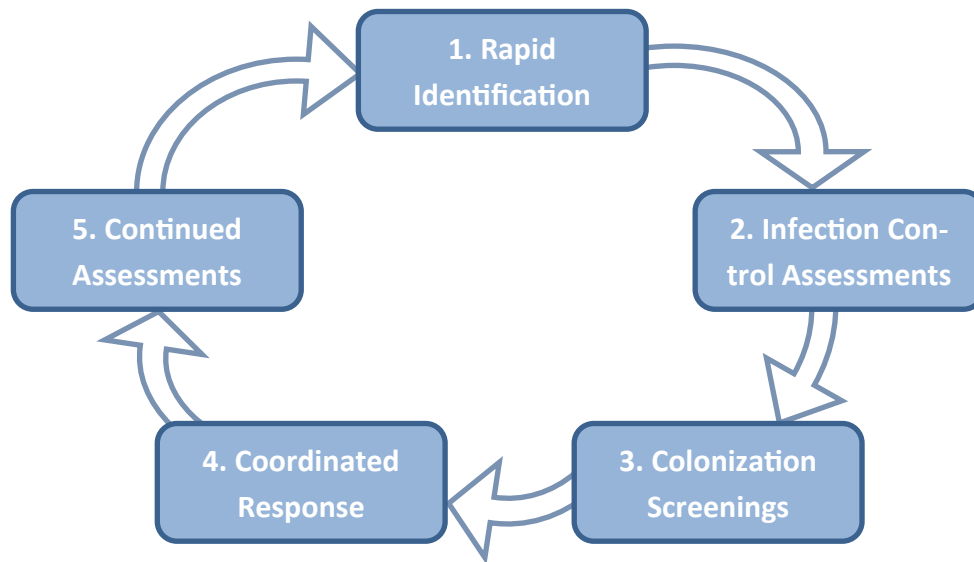 1. Rapid
Identification
2. Infection Con-
trol Assessments
3. Colonization
Screenings
4. Coordinated
Response
5. Continued
Assessments